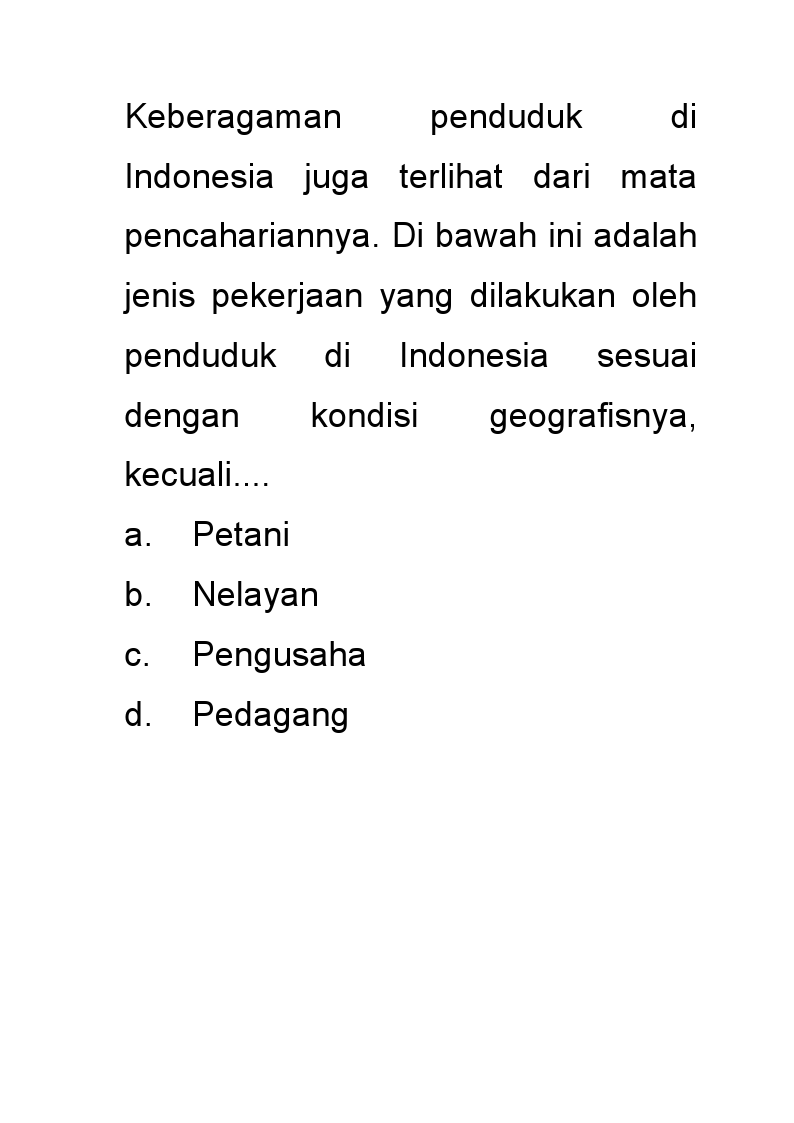 Keberagaman penduduk di
Indonesia juga terlihat dari mata
pencahariannya. Di bawah ini adalah
jenis pekerjaan yang dilakukan oleh
penduduk di Indonesia sesuai
dengan kondisi geografisnya,
kecuali....
a. Petani
b. Nelayan
c. Pengusaha
d. Pedagang